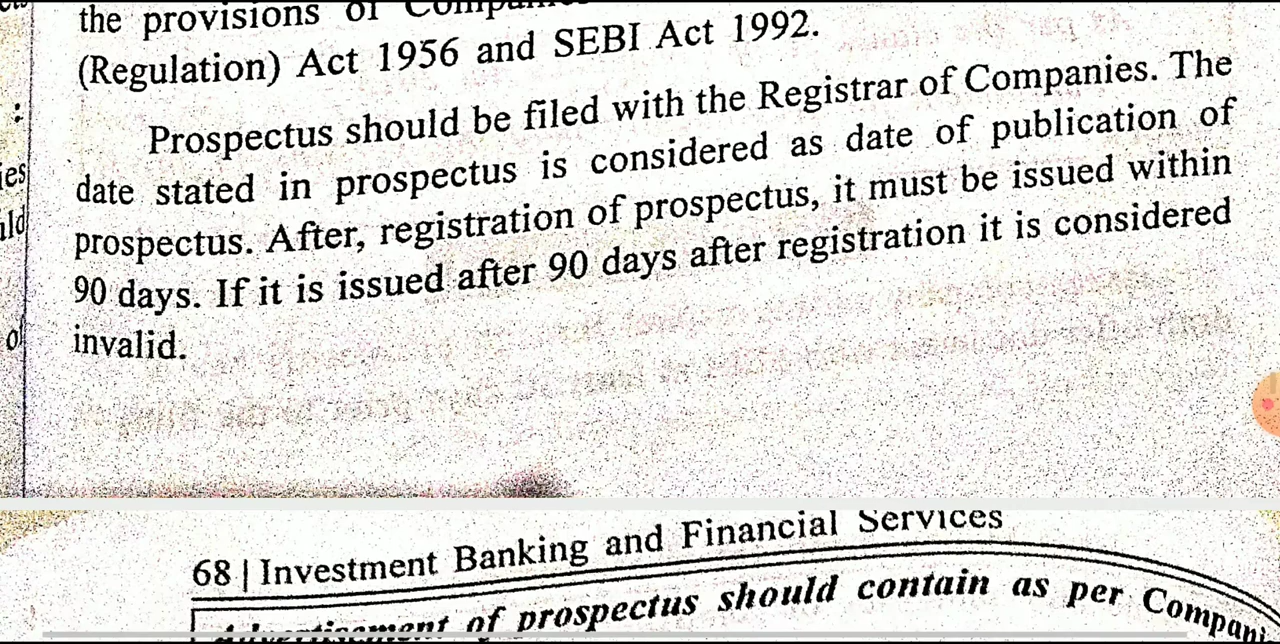 the provisions of
(Regulation) Act 1956 and SEBI Act 1992.
Prospectus should be filed with the Registrar of Companies. The
date stated in prospectus is considered as date of publication of
prospectus. After, registration of prospectus, it must be issued within
90 days. If it is issued after 90 days after registration it is considered
invalid.
68 | Investment Banking and Financial Services
of prospectus should contain as per